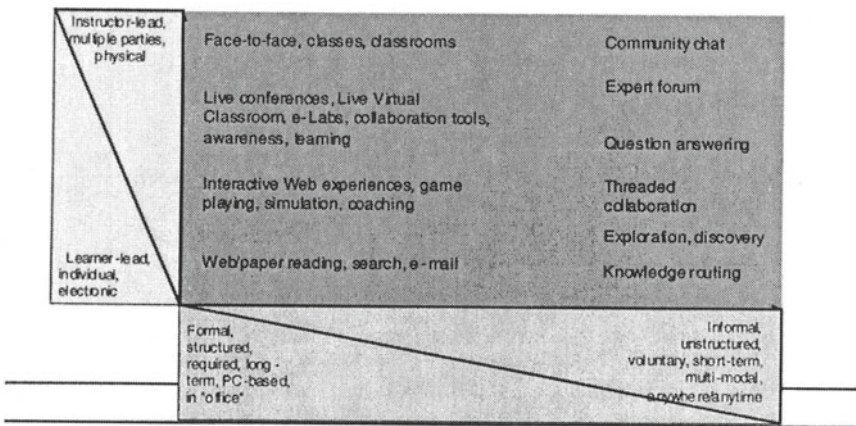 Instructor-lead,
multiple parties,
physical
Face-to-face, classes, classrooms
Community chat
Expert forum
Live conferences, Live Virtual
Classroom, e-Labs, collaboration tools,
awareness, learning
Question answering
Interactive Web experiences, game
playing, simulation, coaching
Threaded
collaboration
Exploration, discovery
Learner-lead,
individual,
electronic
Web/paper reading, search, e-mail
Knowledge routing
Formal,
structured,
required, long -
term, PC-based,
in "office"
Informal,
unstructured,
voluntary, short-term,
multi-modal,
anywhere/anytime